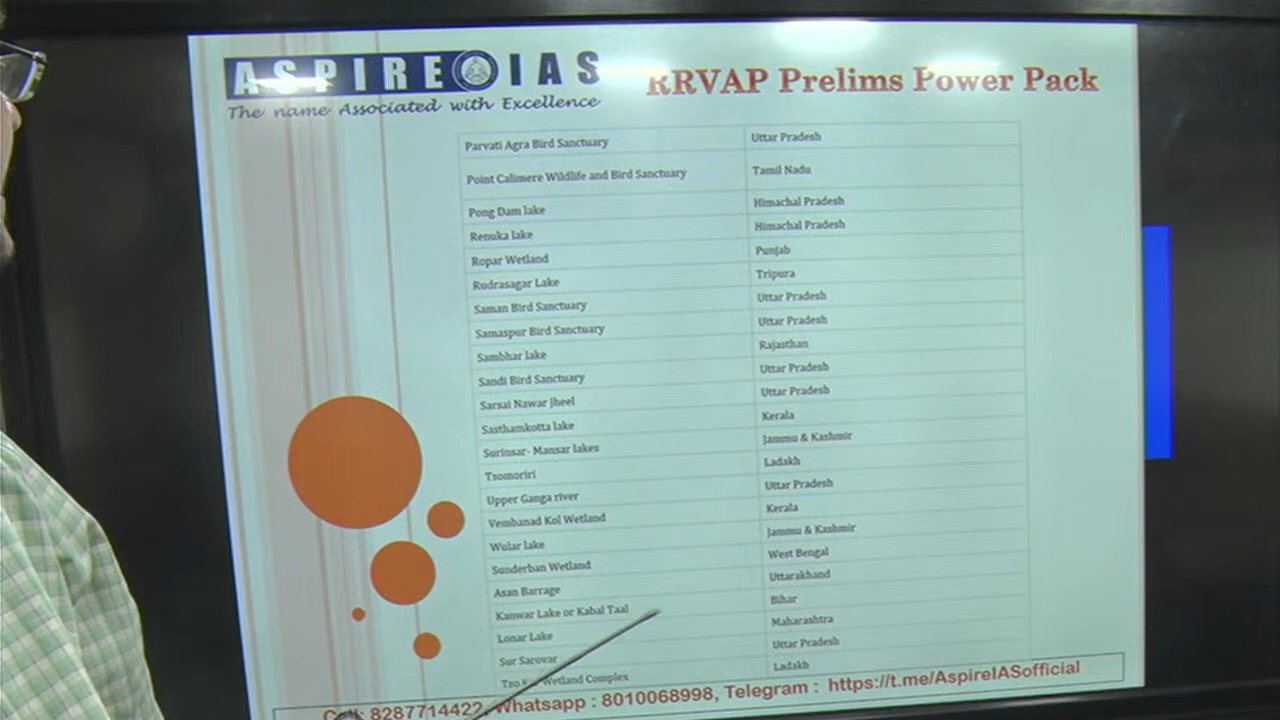 ASPIRE IAS
The name Associated with Excellence
RRVAP Prelims Power Pack
Parvati Agra Bird Sanctuary Uttar Pradesh
Point Calimere Wildlife and Bird Sanctuary Tamil Nadu
Pong Dam lake Himachal Pradesh
Renuka lake Himachal Pradesh
Ropar Wetland Punjab
Rudrasagar Lake Tripura
Saman Bird Sanctuary Uttar Pradesh
Samaspur Bird Sanctuary Uttar Pradesh
Sambhar lake Rajasthan
Sandi Bird Sanctuary Uttar Pradesh
Sarsai Nawar Jheel Uttar Pradesh
Sasthamkotta lake Kerala
Surinsar- Mansar lakes Jammu & Kashmir
Tsomoriri Ladakh
Upper Ganga river Uttar Pradesh
Vembanad Kol Wetland Kerala
Wular lake Jammu & Kashmir
Sunderban Wetland West Bengal
Asan Barrage Uttarakhand
Kanwar Lake or Kabal Taal Bihar
Lonar Lake Maharashtra
Sur Sarovar Uttar Pradesh
Wetland Complex Ladakh
Call: 8287714422, Whatsapp : 8010068998, Telegram : https://t.me/AspireIASofficial